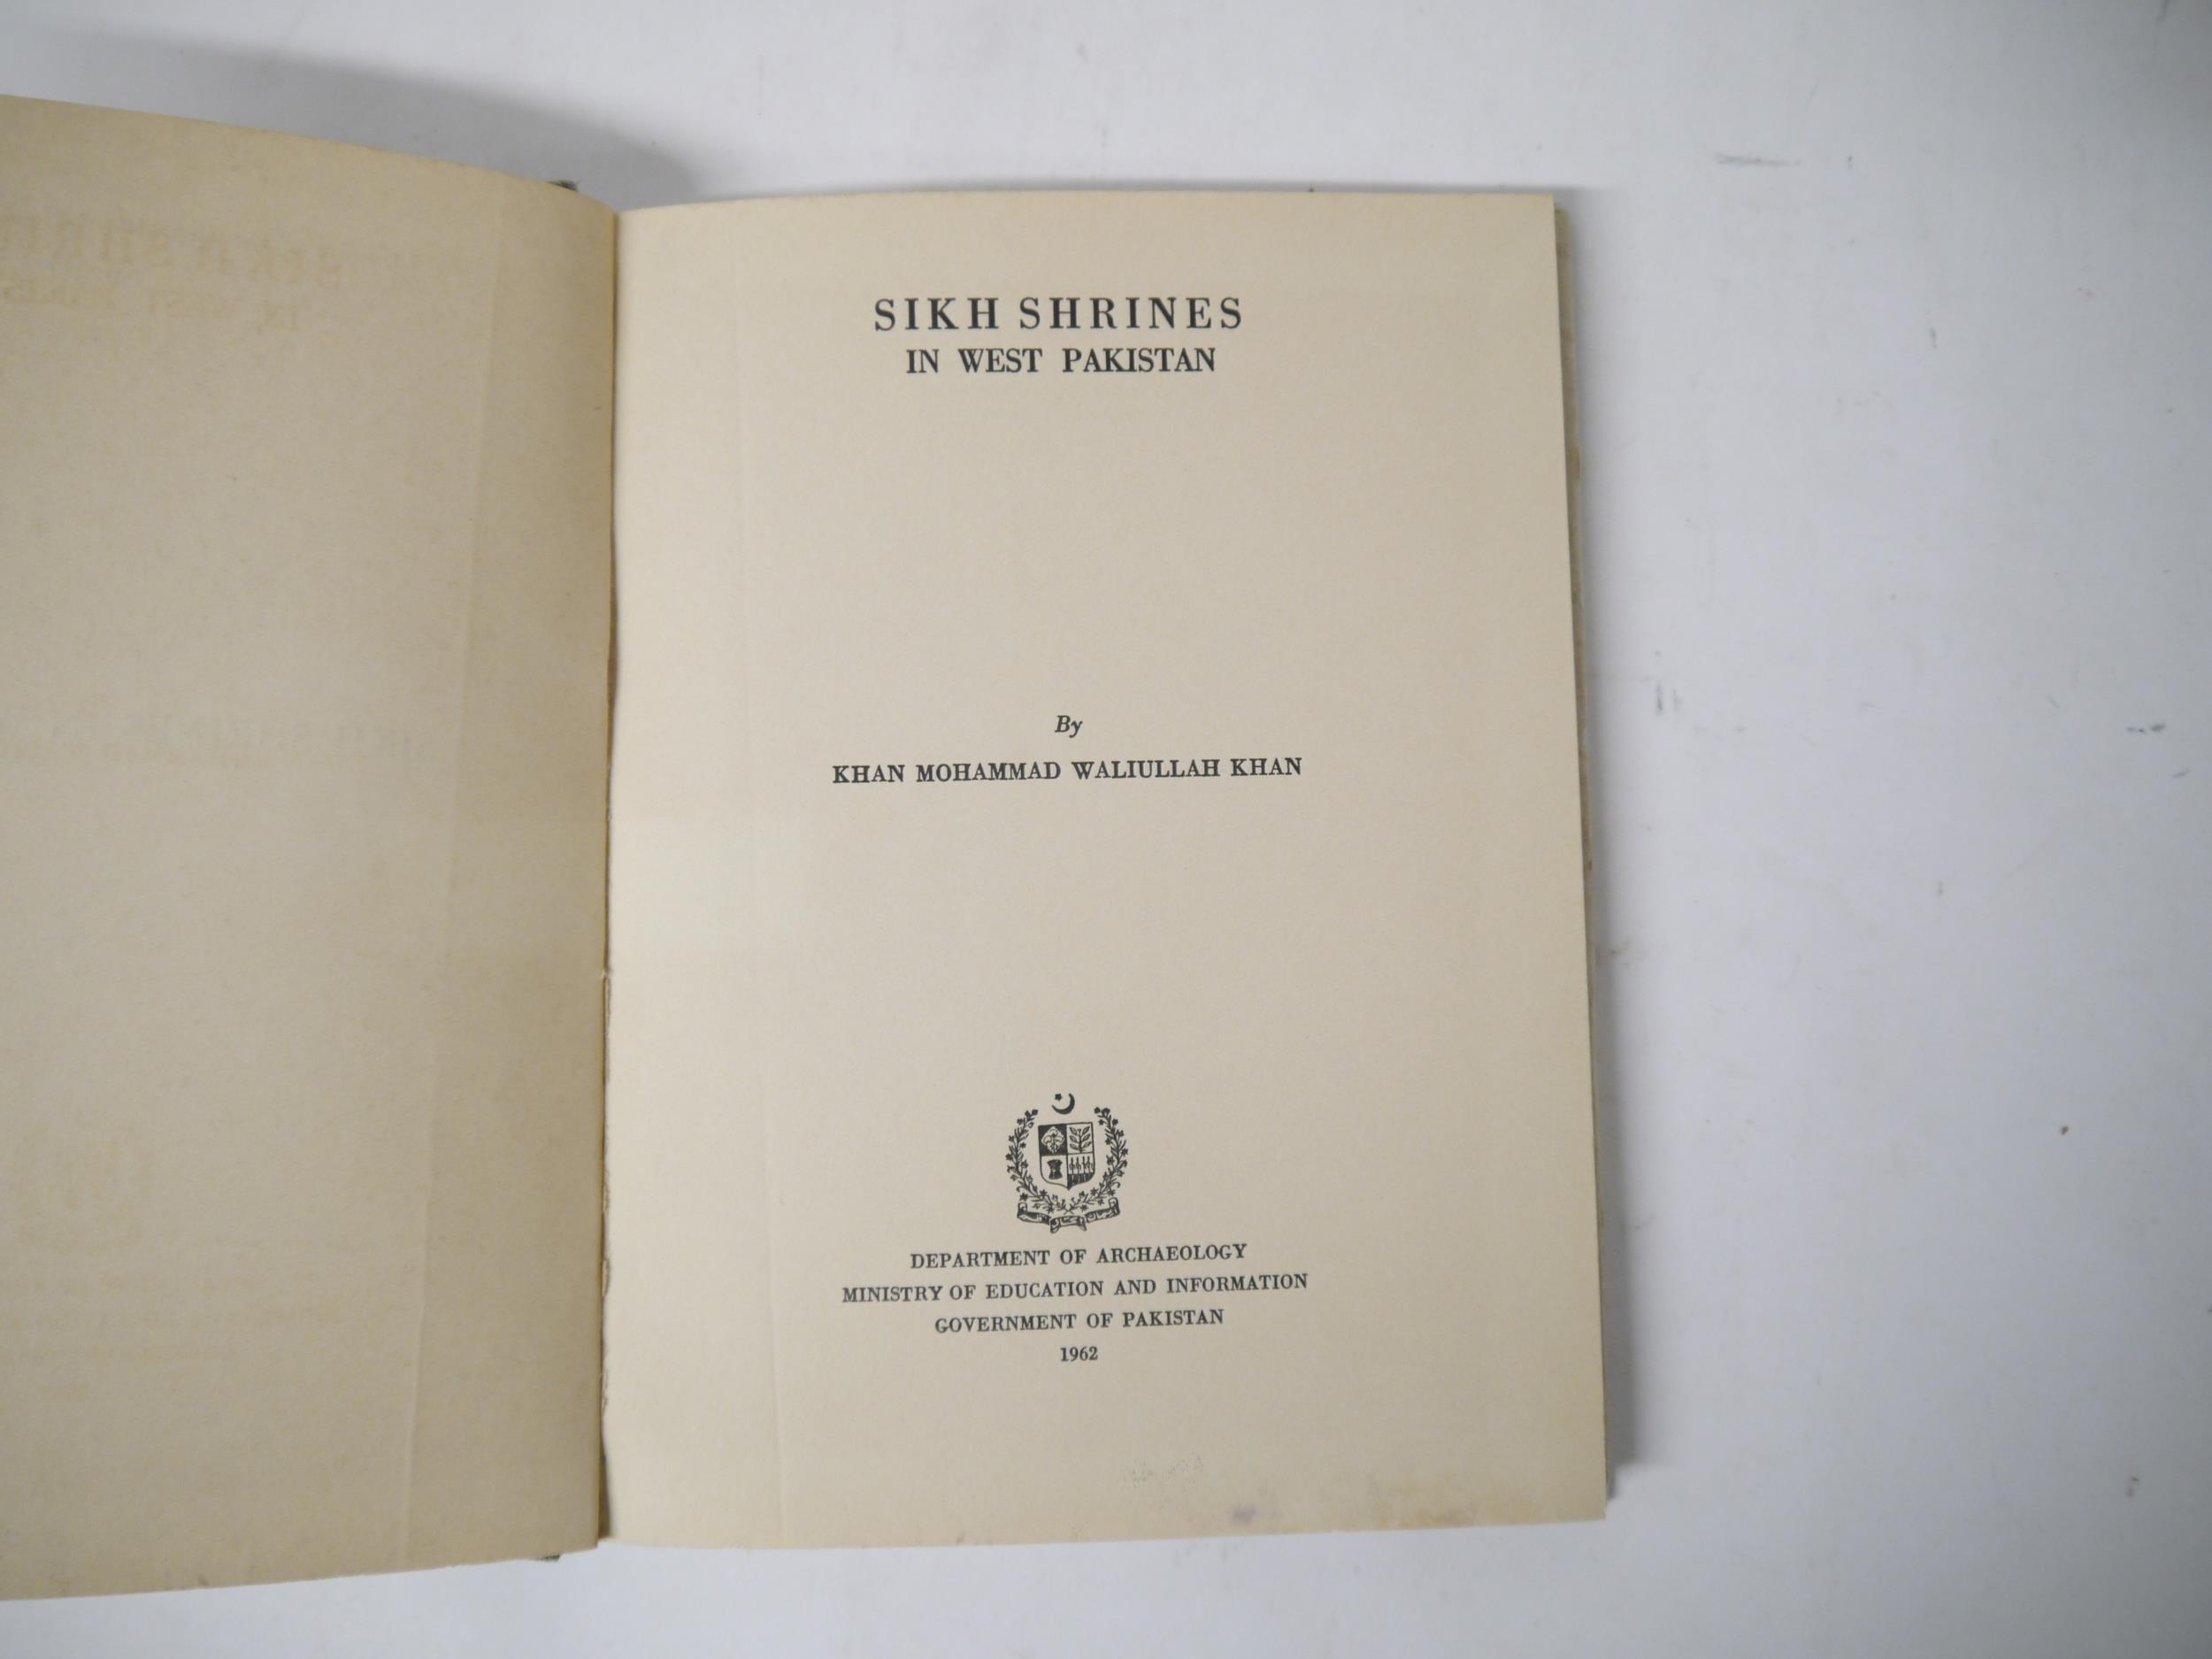 SIKH SHRINES
IN WEST PAKISTAN
By
KHAN MOHAMMAD WALIULLAH KHAN
DEPARTMENT OF ARCHAEOLOGY
MINISTRY OF EDUCATION AND INFORMATION
GOVERNMENT OF PAKISTAN
1962